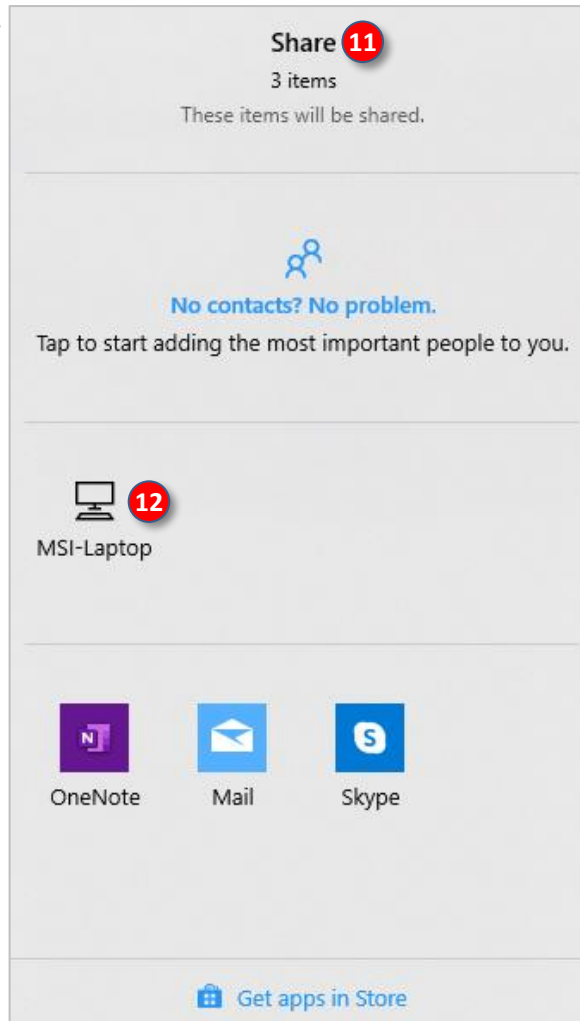 Share 11
3 items
These items will be shared.
No contacts? No problem.
Tap to start adding the most important people to you.
12
MSI-Laptop
N
S
OneNote Mail Skype
Get apps in Store